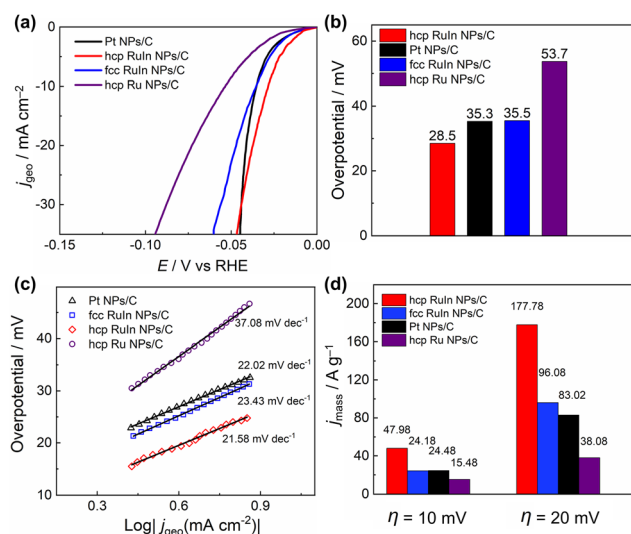 (a)
Pt NPs/C
hcp RuIn NPs/C
fcc RuIn NPs/C
hcp Ru NPs/C
0
-10
-20
-30
j_geo / mA cm⁻²
-0.15 -0.10 -0.05 0.00
E / V vs RHE
(b)
hcp RuIn NPs/C
Pt NPs/C
fcc RuIn NPs/C
hcp Ru NPs/C
60
40
20
0
Overpotential / mV
28.5 35.3 35.5 53.7
(c)
Pt NPs/C
fcc RuIn NPs/C
hcp RuIn NPs/C
hcp Ru NPs/C
50
40
30
20
10
Overpotential / mV
37.08 mV dec⁻¹
22.02 mV dec⁻¹
23.43 mV dec⁻¹
21.58 mV dec⁻¹
0.3 0.6 0.9
Log| j_geo(mA cm⁻²)|
(d)
hcp RuIn NPs/C
fcc RuIn NPs/C
Pt NPs/C
hcp Ru NPs/C
200
160
120
80
40
0
j_mass / A g⁻¹
47.98
24.18
24.48
15.48
177.78
96.08
83.02
38.08
η = 10 mV η = 20 mV